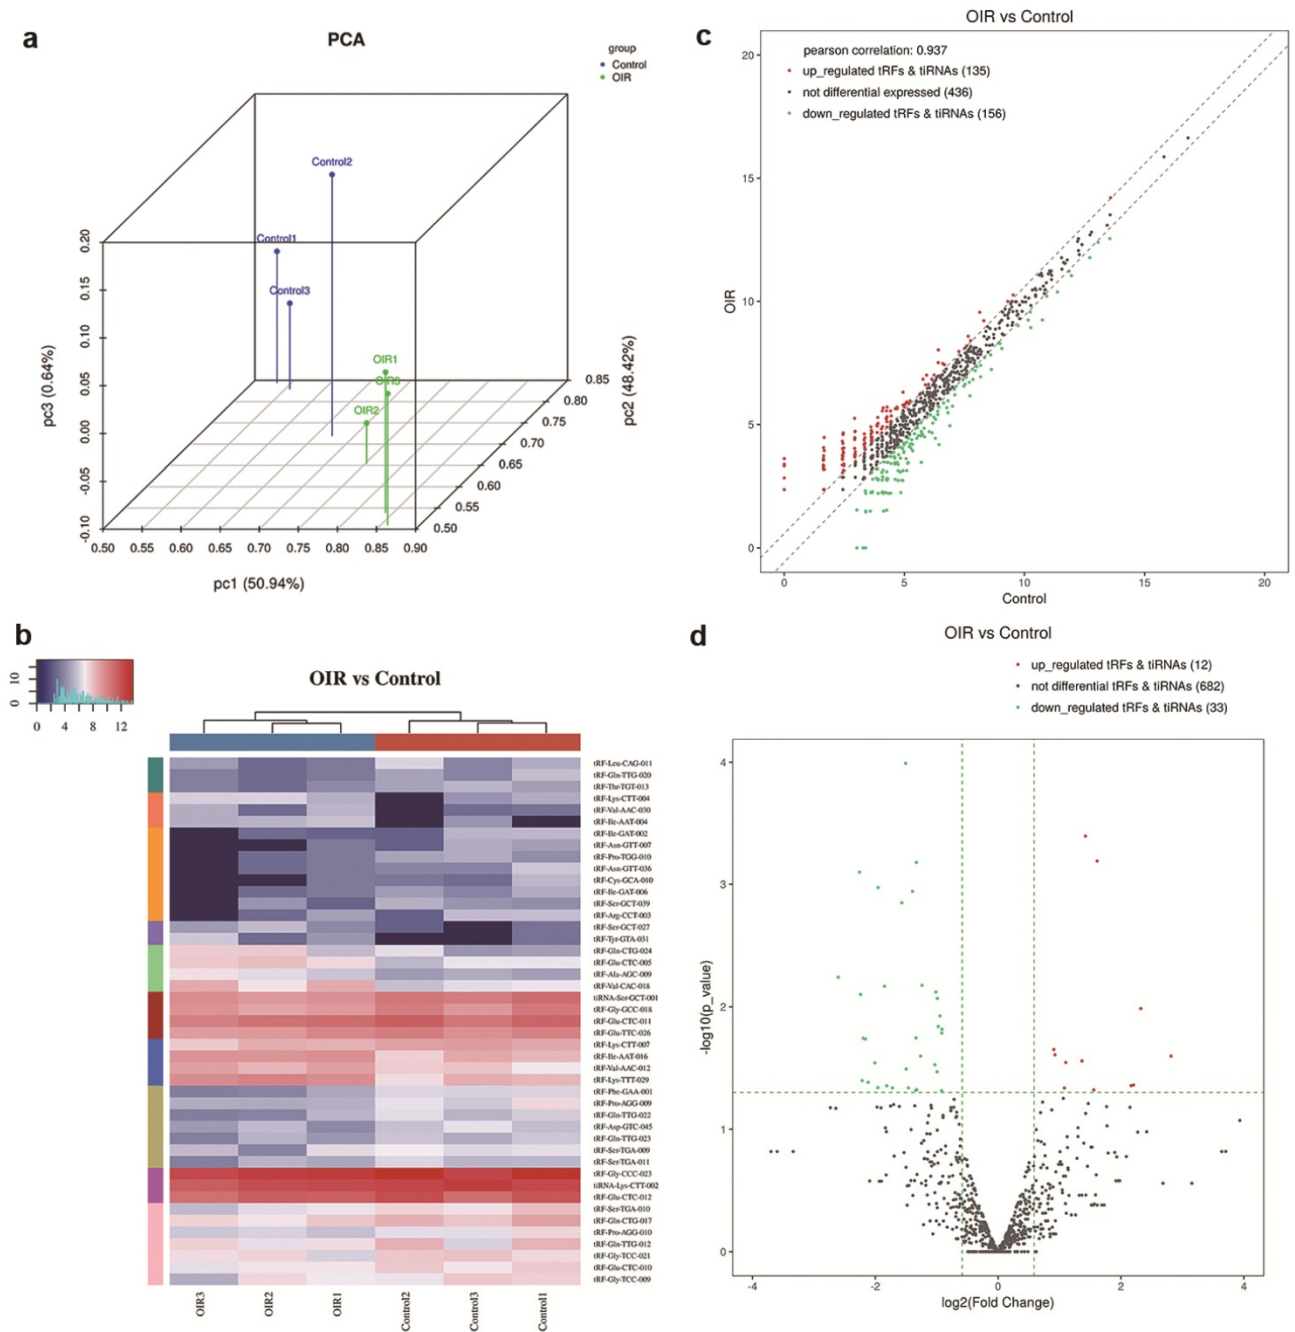 a
PCA
group
Control
OIR
Control2
Control1
Control3
OIR1
OIR3
OIR2
0.20
0.15
0.10
0.05
0.00
-0.05
-0.10
pc3 (0.64%)
0.50 0.55 0.60 0.65 0.70 0.75 0.80 0.85 0.90
pc1 (50.94%)
0.85
0.80
0.75
0.70
0.65
0.60
0.55
0.50
pc2 (48.42%)
c
OIR vs Control
pearson correlation: 0.937
up_regulated tRFs & tiRNAs (135)
not differential expressed (436)
down_regulated tRFs & tiRNAs (156)
20
15
10
5
0
OIR
0 5 10 15 20
Control
b
0 10
0 4 8 12
OIR vs Control
tRF-Leu-CAG-011
tRF-Gln-TTG-020
tRF-Thr-TGT-013
tRF-Lys-CTT-004
tRF-Val-AAC-030
tRF-Ile-AAT-004
tRF-Ile-GAT-002
tRF-Asn-GTT-007
tRF-Pro-TGG-010
tRF-Asn-GTT-036
tRF-Cys-GCA-010
tRF-Ile-GAT-006
tRF-Ser-GCT-039
tRF-Arg-CCT-003
tRF-Ser-GCT-027
tRF-Tyr-GTA-031
tRF-Gln-CTG-024
tRF-Glu-CTC-005
tRF-Ala-AGC-009
tRF-Val-CAC-018
tiRNA-Ser-GCT-001
tRF-Gly-GCC-018
tRF-Glu-CTC-011
tRF-Glu-TTC-026
tRF-Lys-CTT-007
tRF-Ile-AAT-016
tRF-Val-AAC-012
tRF-Lys-TTT-029
tRF-Phe-GAA-001
tRF-Pro-AGG-009
tRF-Gln-TTG-022
tRF-Asp-GTC-045
tRF-Gln-TTG-023
tRF-Ser-TGA-009
tRF-Ser-TGA-011
tRF-Gly-CCC-023
tiRNA-Lys-CTT-002
tRF-Glu-CTC-012
tRF-Ser-TGA-010
tRF-Gln-CTG-017
tRF-Pro-AGG-010
tRF-Gln-TTG-012
tRF-Gly-TCC-021
tRF-Glu-CTC-010
tRF-Gly-TCC-009
OIR3 OIR2 OIR1 Control2 Control3 Control1
d
OIR vs Control
up_regulated tRFs & tiRNAs (12)
not differential tRFs & tiRNAs (682)
down_regulated tRFs & tiRNAs (33)
4
3
2
1
0
-log10(p_value)
-4 -2 0 2 4
log2(Fold Change)